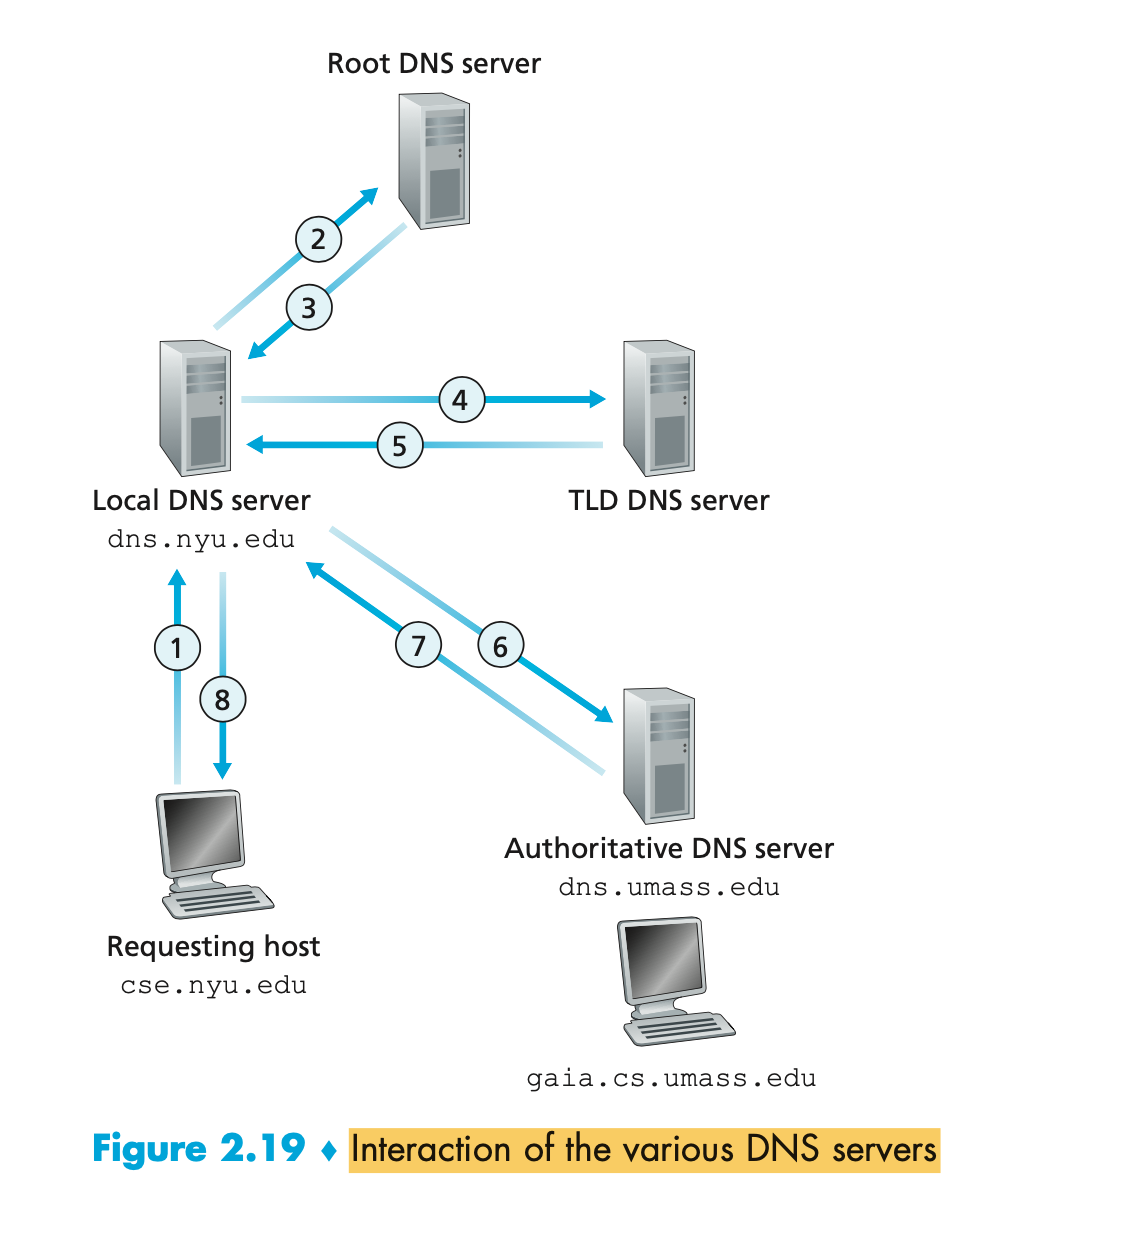 Root DNS server
2
3
4
5
Local DNS server
dns.nyu.edu
TLD DNS server
1
8
7
6
Authoritative DNS server
dns.umass.edu
Requesting host
cse.nyu.edu
gaia.cs.umass.edu
Figure 2.19 ♦ Interaction of the various DNS servers